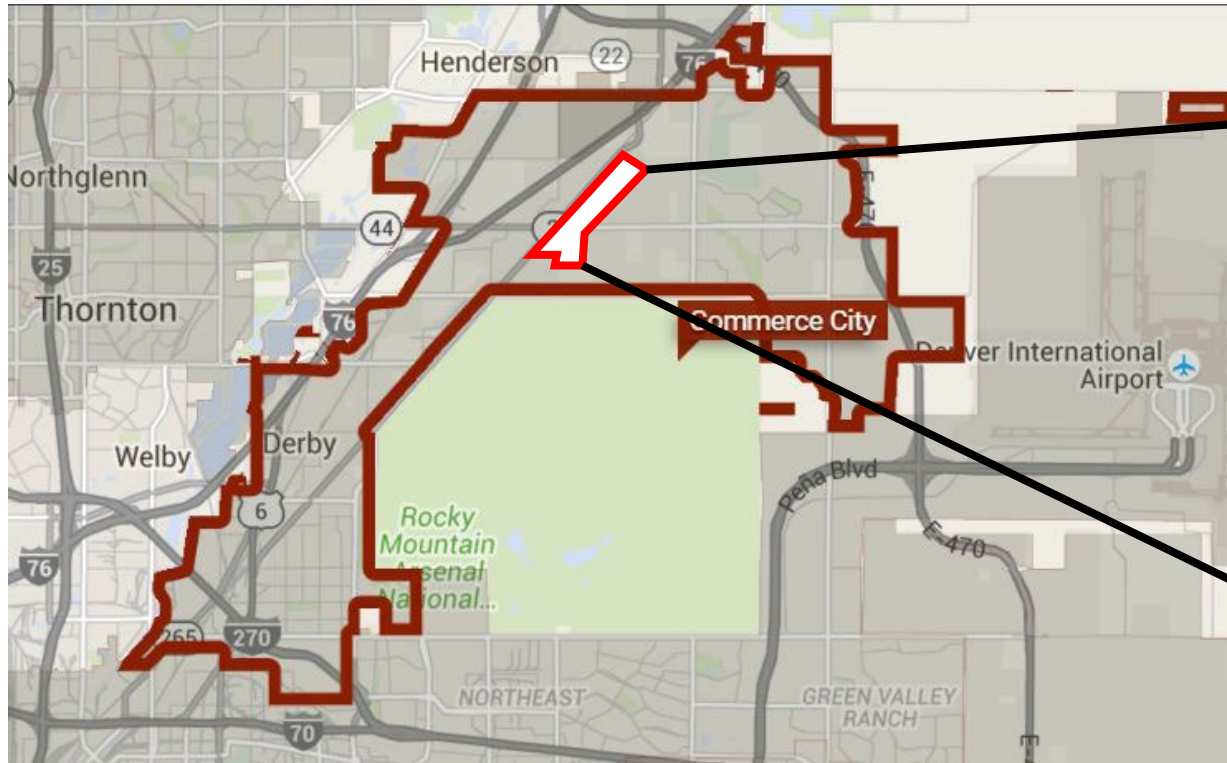 Henderson
22
76
Northglenn
44
E-470
25
Thornton
76
Commerce City
Denver International
Airport
Welby
Derby
Peña Blvd
6
Rocky
Mountain
Arsenal
National...
E-470
76
265
270
NORTHEAST
GREEN VALLEY
RANCH
70